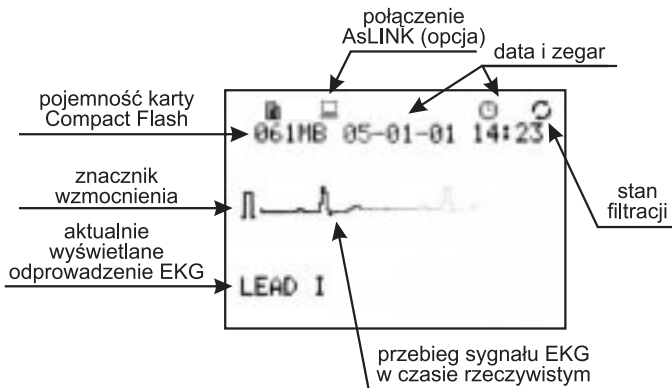 połączenie
AsLINK (opcja)
data i zegar
pojemność karty
Compact Flash
061MB 05-01-01 14:23
znacznik
wzmocnienia
stan
filtracji
aktualnie
wyświetlane
odprowadzenie EKG
LEAD I
przebieg sygnału EKG
w czasie rzeczywistym